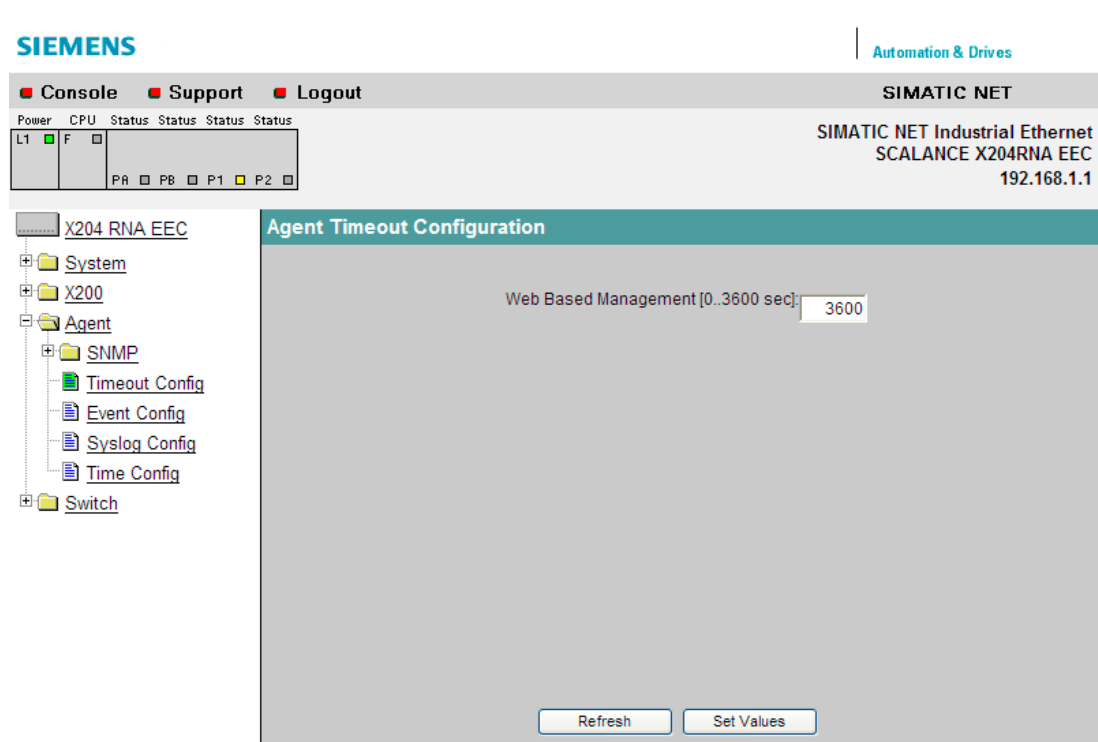 SIEMENS
Automation & Drives
Console Support Logout SIMATIC NET
Power CPU Status Status Status Status
L1 F
PA PB P1 P2
SIMATIC NET Industrial Ethernet
SCALANCE X204RNA EEC
192.168.1.1
X204 RNA EEC
Agent Timeout Configuration
System
X200
Agent
SNMP
Timeout Config
Event Config
Syslog Config
Time Config
Switch
Web Based Management [0..3600 sec]: 3600
Refresh Set Values